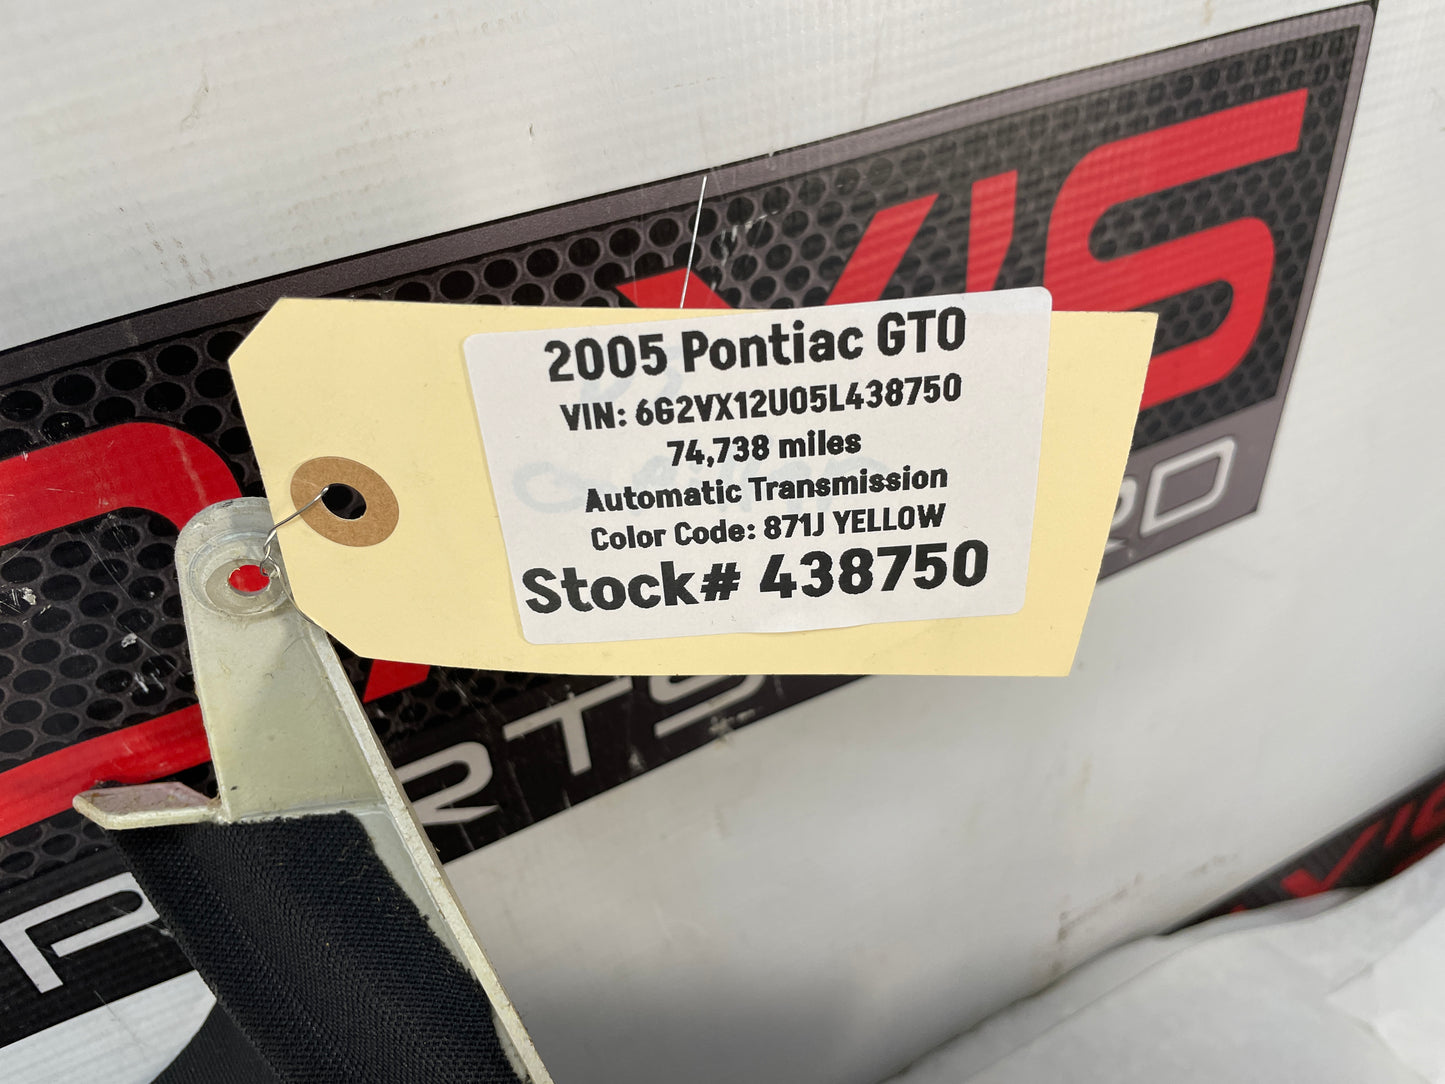 2005 Pontiac GTO
VIN: 6G2VX12U05L438750
74,738 miles
Automatic Transmission
Color Code: 871J YELLOW
Stock# 438750